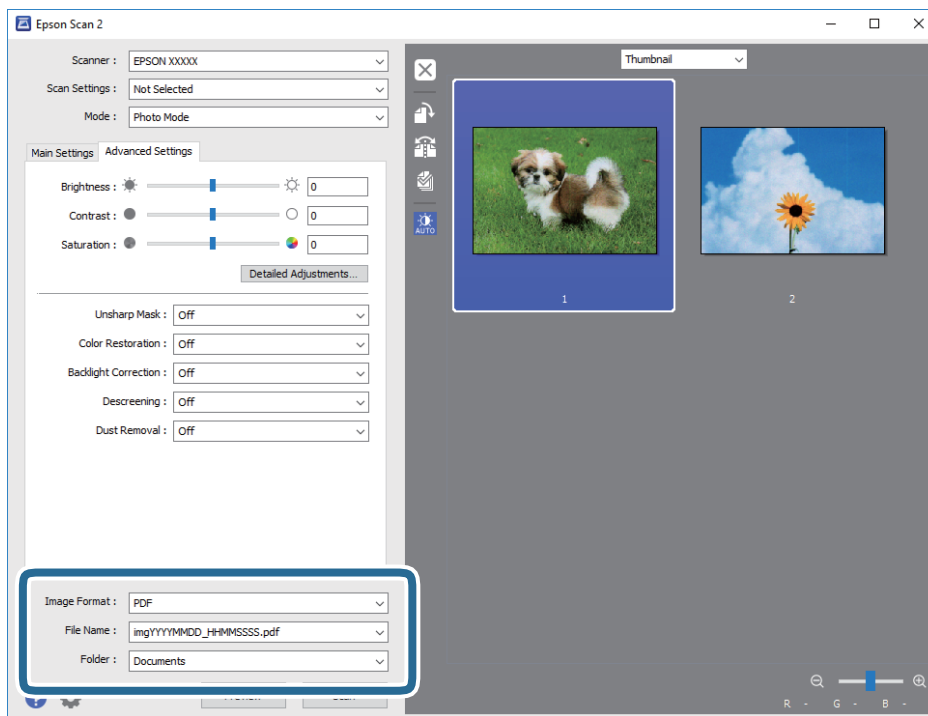 Epson Scan 2
Scanner : EPSON XXXXX
Scan Settings : Not Selected
Mode : Photo Mode
Main Settings Advanced Settings
Brightness : 0
Contrast : 0
Saturation : 0
Detailed Adjustments...
Unsharp Mask : Off
Color Restoration : Off
Backlight Correction : Off
Descreening : Off
Dust Removal : Off
Image Format : PDF
File Name : imgYYYYMMDD_HHMMSSSS.pdf
Folder : Documents
Thumbnail
AUTO
1
2
R - G - B -